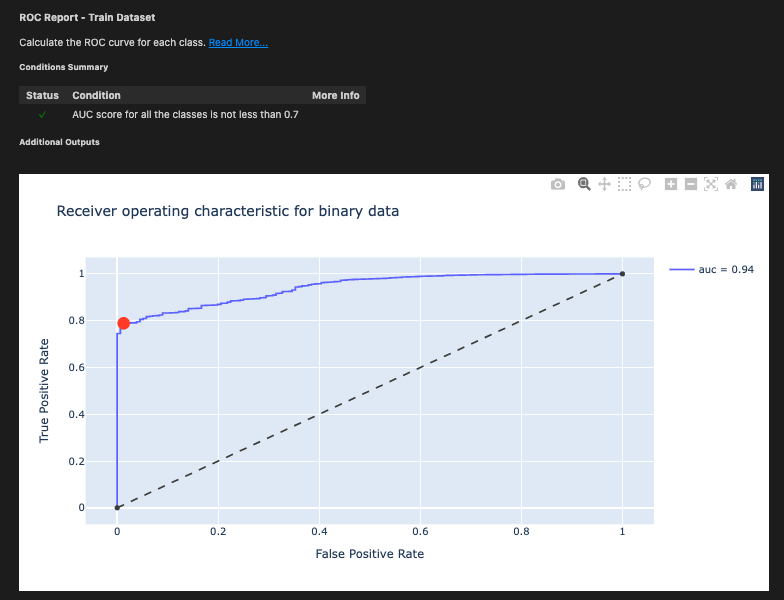 ROC Report - Train Dataset
Calculate the ROC curve for each class. Read More...
Conditions Summary
Status Condition More Info
✓ AUC score for all the classes is not less than 0.7
Additional Outputs
Receiver operating characteristic for binary data
auc = 0.94
1
0.8
0.6
0.4
0.2
0
True Positive Rate
0 0.2 0.4 0.6 0.8 1
False Positive Rate